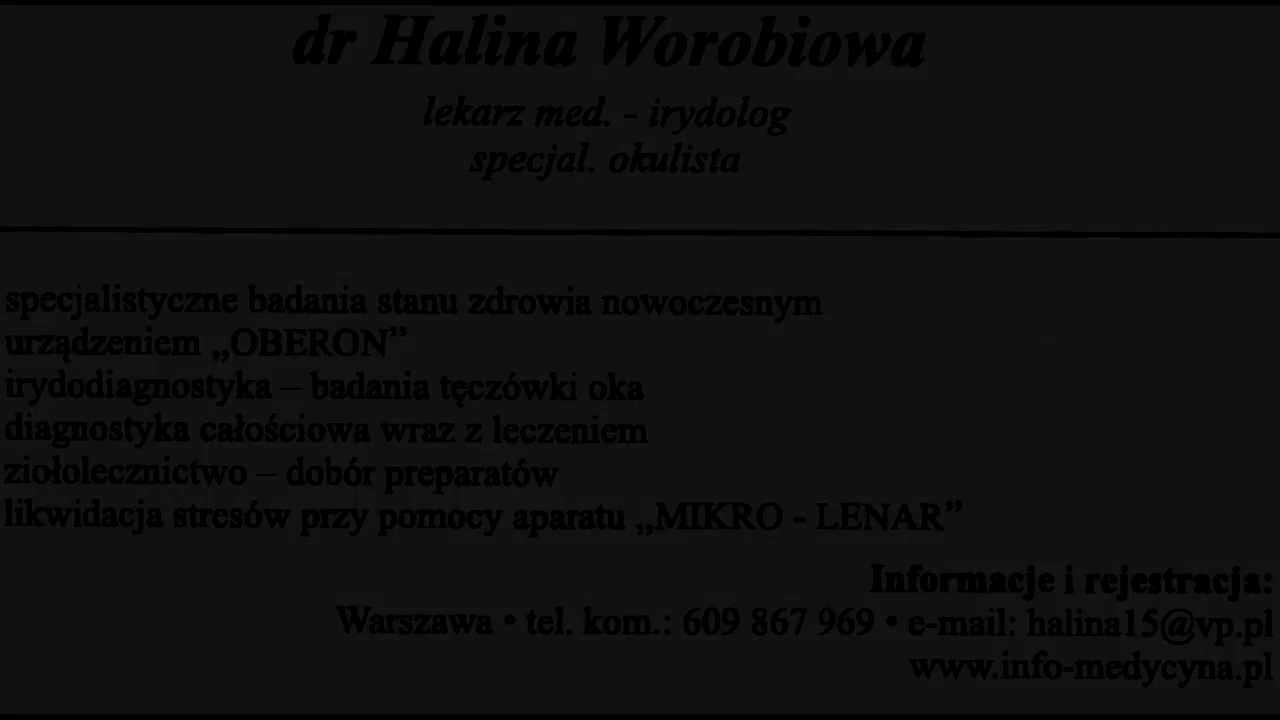 dr Halina Worobiowa
lekarz med. - irydolog
specjal. okulista
specjalistyczne badania stanu zdrowia nowoczesnym
urządzeniem „OBERON”
irydodiagnostyka – badania tęczówki oka
diagnostyka całościowa wraz z leczeniem
ziołolecznictwo – dobór preparatów
likwidacja stresów przy pomocy aparatu „MIKRO - LENAR”
Informacje i rejestracja:
Warszawa • tel. kom.: 609 867 969 • e-mail: halina15@vp.pl
www.info-medycyna.pl